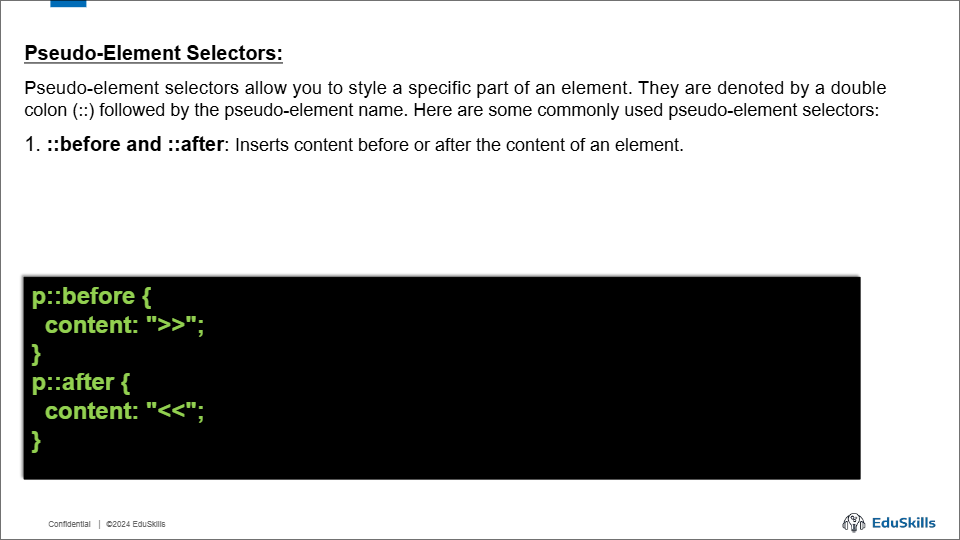 Pseudo-Element Selectors:
Pseudo-element selectors allow you to style a specific part of an element. They are denoted by a double
colon (::) followed by the pseudo-element name. Here are some commonly used pseudo-element selectors:
1. ::before and ::after: Inserts content before or after the content of an element.
p::before {
  content: ">>";
}
p::after {
  content: "<<";
}
Confidential | ©2024 EduSkills
EduSkills